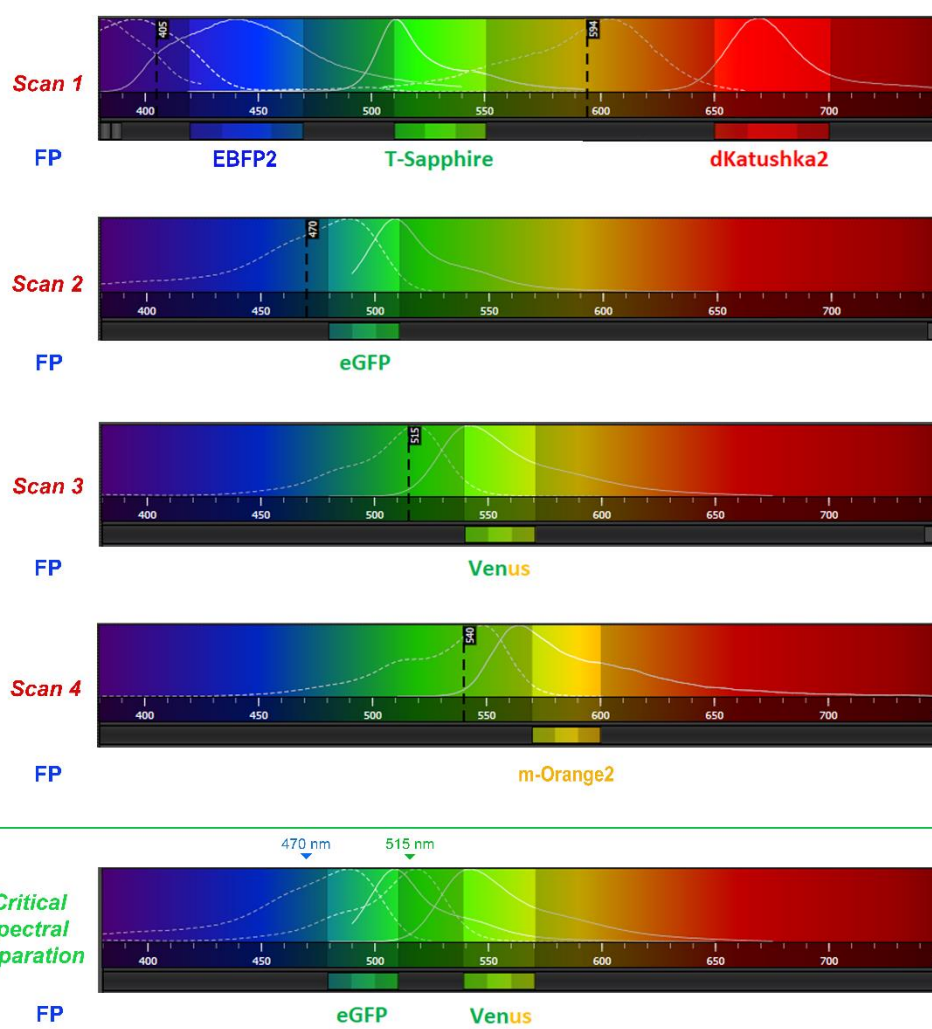 405
594
Scan 1
400 450 500 550 600 650 700
FP EBFP2 T-Sapphire dKatushka2
470
Scan 2
400 450 500 550 600 650 700
FP eGFP
515
Scan 3
400 450 500 550 600 650 700
FP Venus
540
Scan 4
400 450 500 550 600 650 700
FP m-Orange2
470 nm 515 nm
Critical
pectral
paration
400 450 500 550 600 650 700
FP eGFP Venus